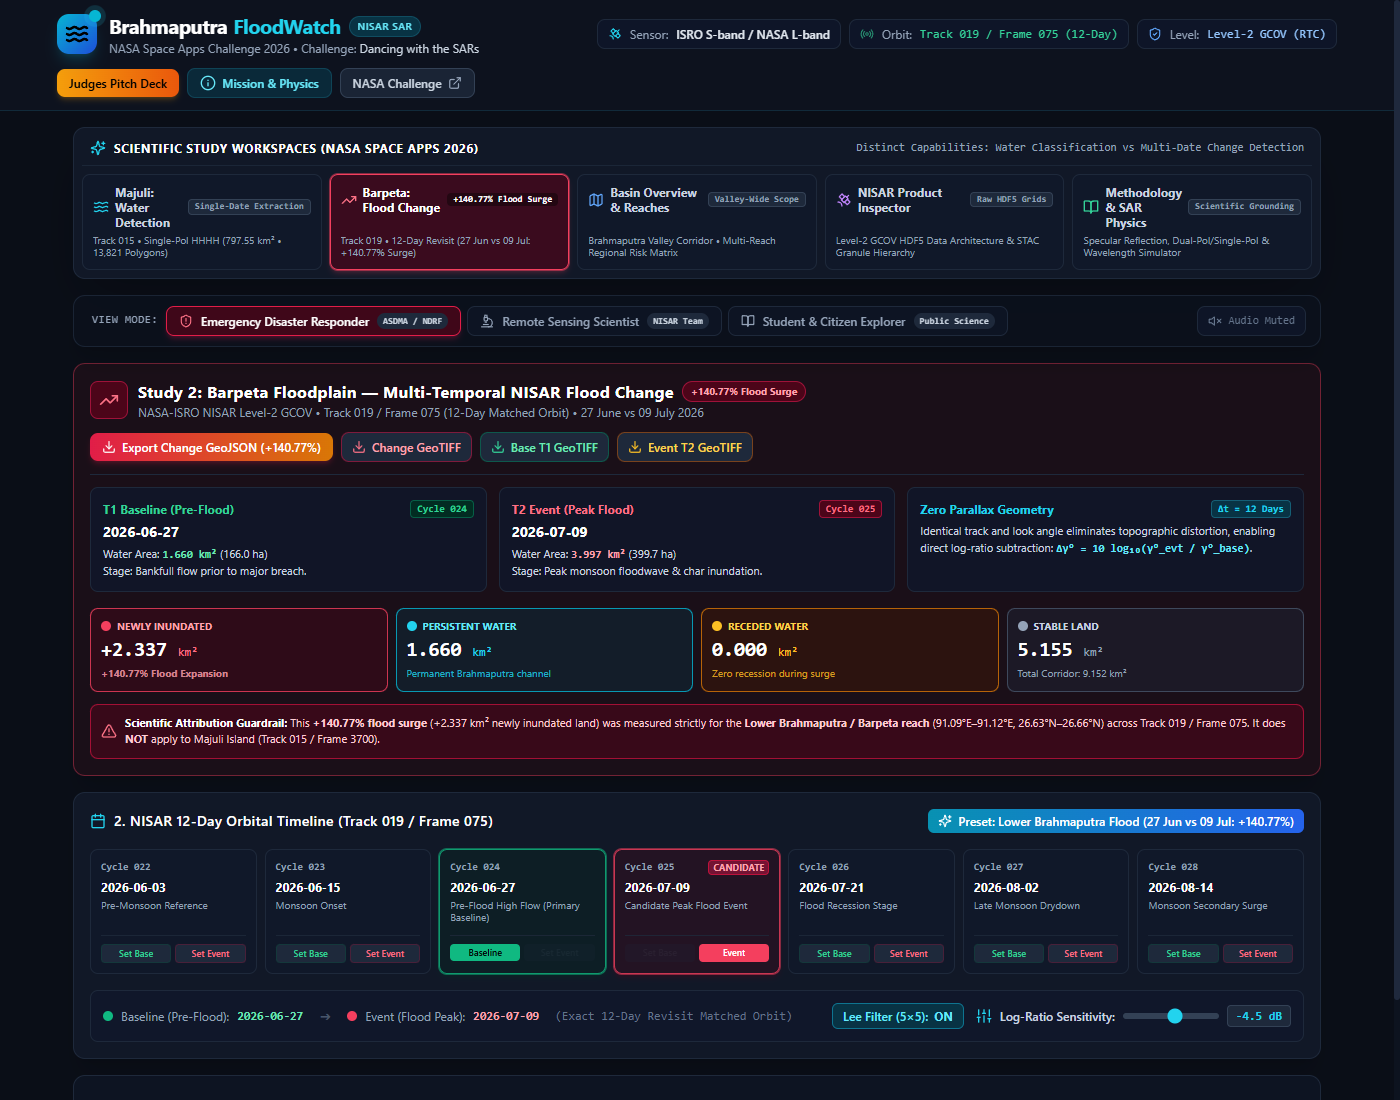 Brahmaputra FloodWatch NISAR SAR
NASA Space Apps Challenge 2026 • Challenge: Dancing with the SARs
Sensor: ISRO S-band / NASA L-band
Orbit: Track 019 / Frame 075 (12-Day)
Level: Level-2 GCOV (RTC)
Judges Pitch Deck
Mission & Physics
NASA Challenge
SCIENTIFIC STUDY WORKSPACES (NASA SPACE APPS 2026)
Distinct Capabilities: Water Classification vs Multi-Date Change Detection
Majuli:
Water
Detection
Single-Date Extraction
Track 015 • Single-Pol HHHH (797.55 km² •
13,821 Polygons)
Barpeta:
Flood Change
+140.77% Flood Surge
Track 019 • 12-Day Revisit (27 Jun vs 09 Jul:
+140.77% Surge)
Basin Overview
& Reaches
Valley-Wide Scope
Brahmaputra Valley Corridor • Multi-Reach
Regional Risk Matrix
NISAR Product
Inspector
Raw HDF5 Grids
Level-2 GCOV HDF5 Data Architecture & STAC
Granule Hierarchy
Methodology
& SAR
Physics
Scientific Grounding
Specular Reflection, Dual-Pol/Single-Pol &
Wavelength Simulator
VIEW MODE:
Emergency Disaster Responder ASDMA / NDRF
Remote Sensing Scientist NISAR Team
Student & Citizen Explorer Public Science
Audio Muted
Study 2: Barpeta Floodplain — Multi-Temporal NISAR Flood Change +140.77% Flood Surge
NASA-ISRO NISAR Level-2 GCOV • Track 019 / Frame 075 (12-Day Matched Orbit) • 27 June vs 09 July 2026
Export Change GeoJSON (+140.77%)
Change GeoTIFF
Base T1 GeoTIFF
Event T2 GeoTIFF
T1 Baseline (Pre-Flood) Cycle 024
2026-06-27
Water Area: 1.660 km² (166.0 ha)
Stage: Bankfull flow prior to major breach.
T2 Event (Peak Flood) Cycle 025
2026-07-09
Water Area: 3.997 km² (399.7 ha)
Stage: Peak monsoon floodwave & char inundation.
Zero Parallax Geometry Δt = 12 Days
Identical track and look angle eliminates topographic distortion, enabling
direct log-ratio subtraction: Δγ⁰ = 10 log₁₀(γ⁰_evt / γ⁰_base).
NEWLY INUNDATED
+2.337 km²
+140.77% Flood Expansion
PERSISTENT WATER
1.660 km²
Permanent Brahmaputra channel
RECEDED WATER
0.000 km²
Zero recession during surge
STABLE LAND
5.155 km²
Total Corridor: 9.152 km²
Scientific Attribution Guardrail: This +140.77% flood surge (+2.337 km² newly inundated land) was measured strictly for the Lower Brahmaputra / Barpeta reach (91.09°E–91.12°E, 26.63°N–26.66°N) across Track 019 / Frame 075. It does
NOT apply to Majuli Island (Track 015 / Frame 3700).
2. NISAR 12-Day Orbital Timeline (Track 019 / Frame 075)
Preset: Lower Brahmaputra Flood (27 Jun vs 09 Jul: +140.77%)
Cycle 022
2026-06-03
Pre-Monsoon Reference
Set Base Set Event
Cycle 023
2026-06-15
Monsoon Onset
Set Base Set Event
Cycle 024
2026-06-27
Pre-Flood High Flow (Primary
Baseline)
Baseline Set Event
Cycle 025 CANDIDATE
2026-07-09
Candidate Peak Flood Event
Set Base Event
Cycle 026
2026-07-21
Flood Recession Stage
Set Base Set Event
Cycle 027
2026-08-02
Late Monsoon Drydown
Set Base Set Event
Cycle 028
2026-08-14
Monsoon Secondary Surge
Set Base Set Event
Baseline (Pre-Flood): 2026-06-27 → Event (Flood Peak): 2026-07-09 (Exact 12-Day Revisit Matched Orbit)
Lee Filter (5×5): ON
Log-Ratio Sensitivity: -4.5 dB